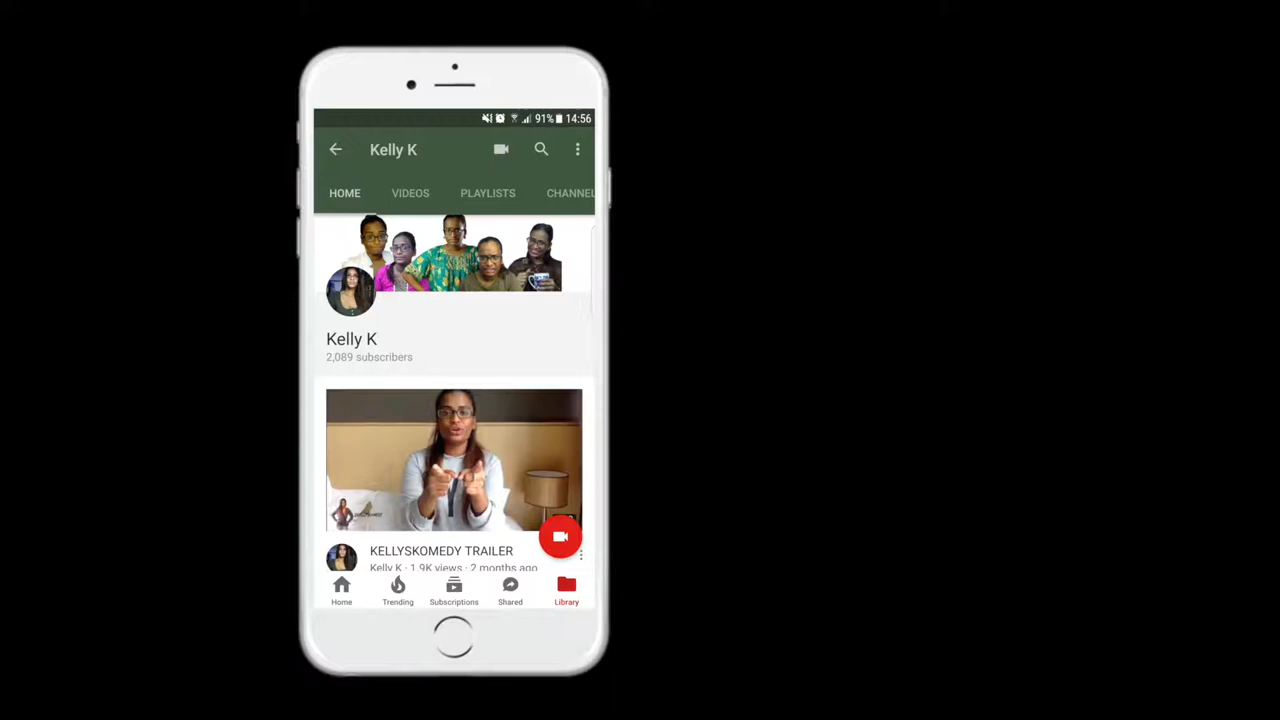 91% 14:56
Kelly K
HOME VIDEOS PLAYLISTS CHANNEL
Kelly K
2,089 subscribers
KELLYSKOMEDY TRAILER
Kelly K · 1.9K views · 2 months ago
Home Trending Subscriptions Shared Library